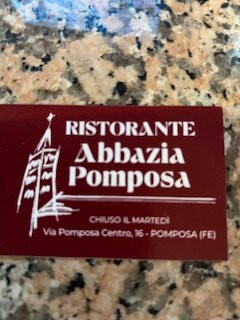 RISTORANTE
Abbazia
Pomposa
CHIUSO IL MARTEDÌ
Via Pomposa Centro, 16 - POMPOSA (FE)